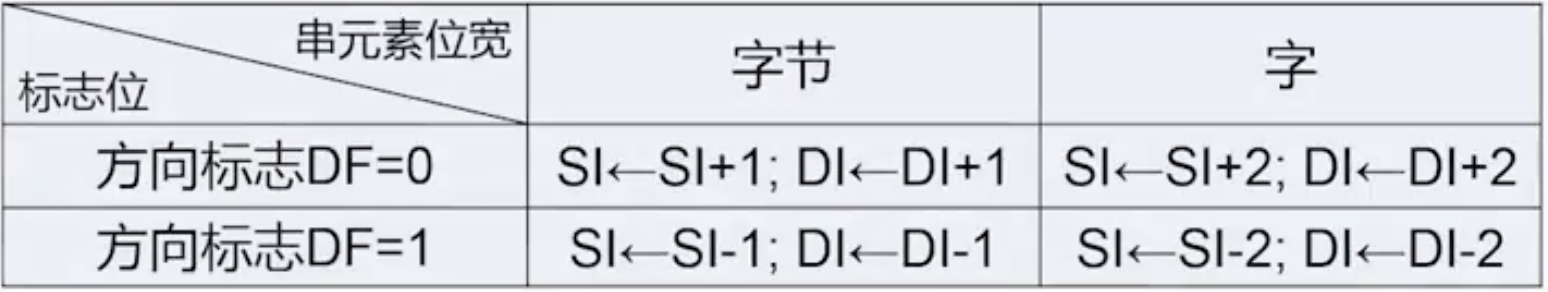 串元素位宽
标志位
字节
字
方向标志DF=0
SI←SI+1; DI←DI+1
SI←SI+2; DI←DI+2
方向标志DF=1
SI←SI-1; DI←DI-1
SI←SI-2; DI←DI-2